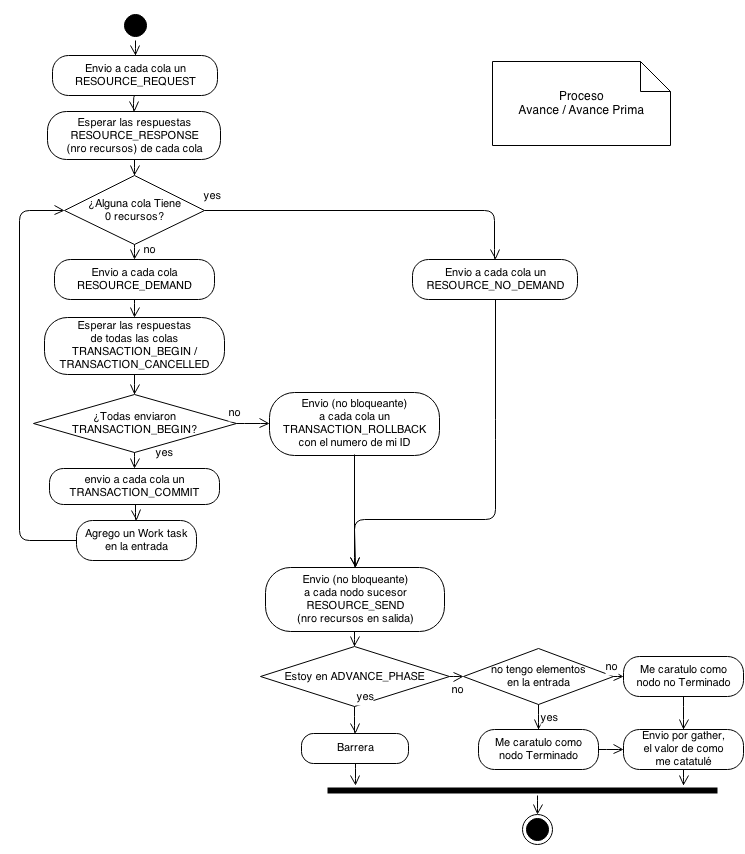 Envio a cada cola un
RESOURCE_REQUEST
Proceso
Avance / Avance Prima
Esperar las respuestas
RESOURCE_RESPONSE
(nro recursos) de cada cola
¿Alguna cola Tiene
0 recursos?
yes
no
Envio a cada cola
RESOURCE_DEMAND
Envio a cada cola un
RESOURCE_NO_DEMAND
Esperar las respuestas
de todas las colas
TRANSACTION_BEGIN /
TRANSACTION_CANCELLED
¿Todas enviaron
TRANSACTION_BEGIN?
no
yes
Envio (no bloqueante)
a cada cola un
TRANSACTION_ROLLBACK
con el numero de mi ID
envio a cada cola un
TRANSACTION_COMMIT
Agrego un Work task
en la entrada
Envio (no bloqueante)
a cada nodo sucesor
RESOURCE_SEND
(nro recursos en salida)
Estoy en ADVANCE_PHASE
yes
no
no tengo elementos
en la entrada
no
yes
Me caratulo como
nodo no Terminado
Barrera
Me caratulo como
nodo Terminado
Envio por gather,
el valor de como
me catatulé